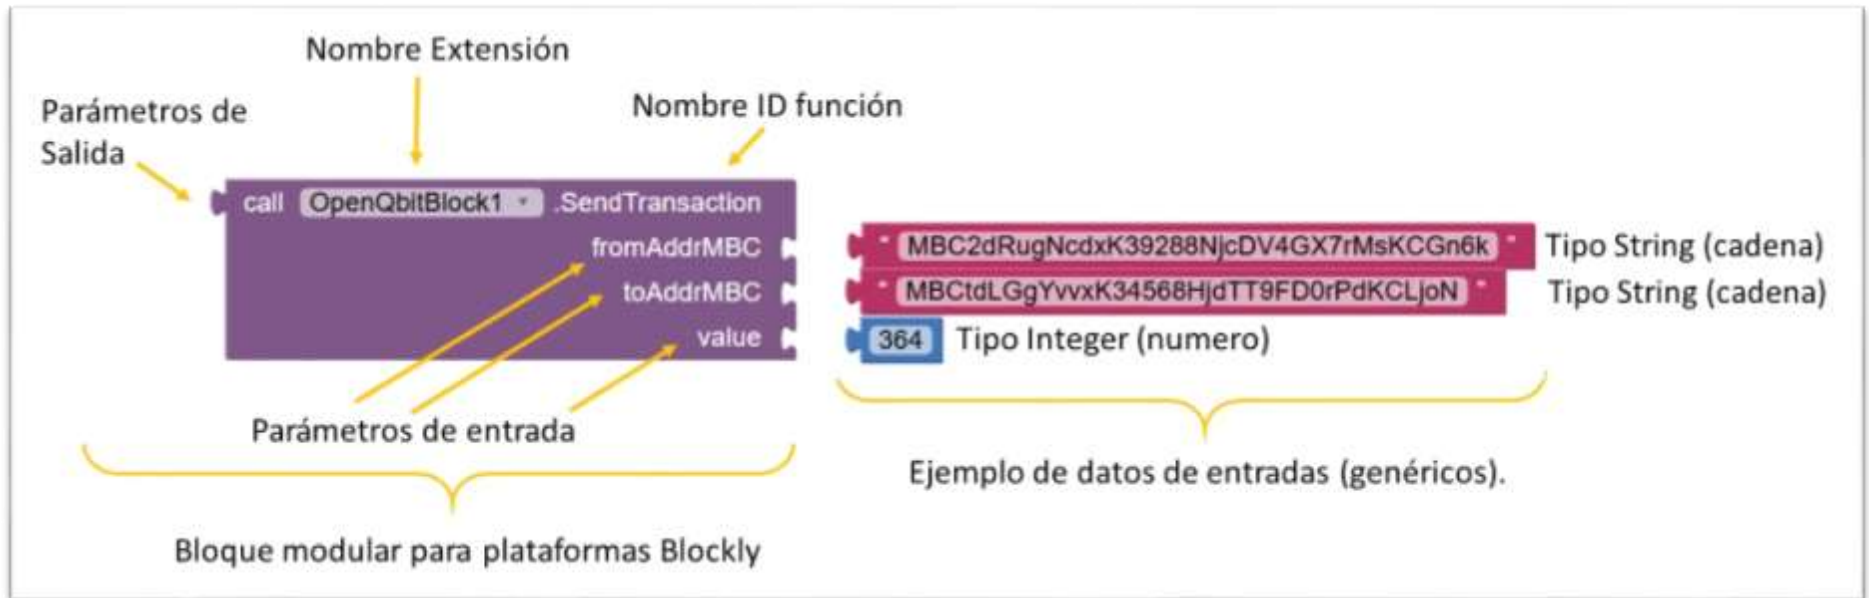 Nombre Extensión
Parámetros de
Salida
Nombre ID función
call OpenQbitBlock1 .SendTransaction
fromAddrMBC " MBC2dRugNcdxK39288NjcDV4GX7rMsKCGn6k " Tipo String (cadena)
toAddrMBC " MBCtdLGgYvvxK34568HjdTT9FD0rPdKCLjoN " Tipo String (cadena)
value 364 Tipo Integer (numero)
Parámetros de entrada
Ejemplo de datos de entradas (genéricos).
Bloque modular para plataformas Blockly